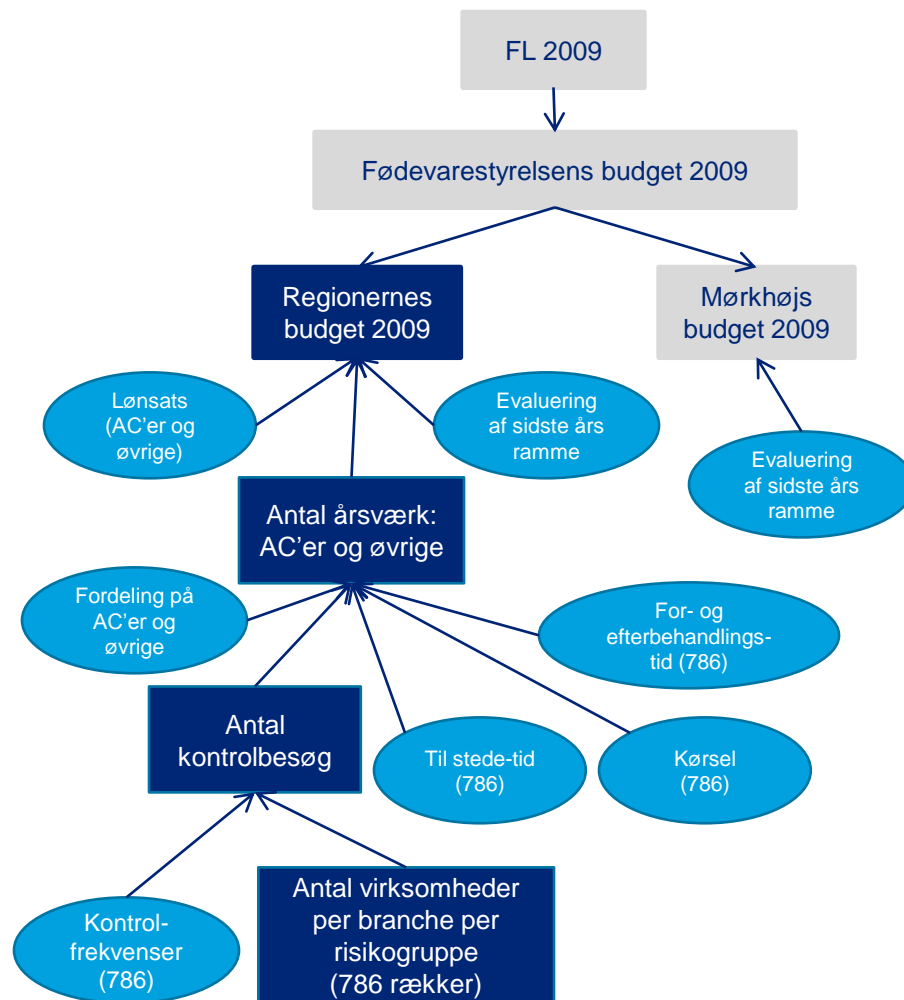 FL 2009
Fødevarestyrelsens budget 2009
Regionernes
budget 2009
Mørkhøjs
budget 2009
Lønsats
(AC’er og
øvrige)
Evaluering
af sidste års
ramme
Evaluering
af sidste års
ramme
Antal årsværk:
AC’er og øvrige
Fordeling på
AC’er og
øvrige
For- og
efterbehandlings-
tid (786)
Antal
kontrolbesøg
Til stede-tid
(786)
Kørsel
(786)
Kontrol-
frekvenser
(786)
Antal virksomheder
per branche per
risikogruppe
(786 rækker)